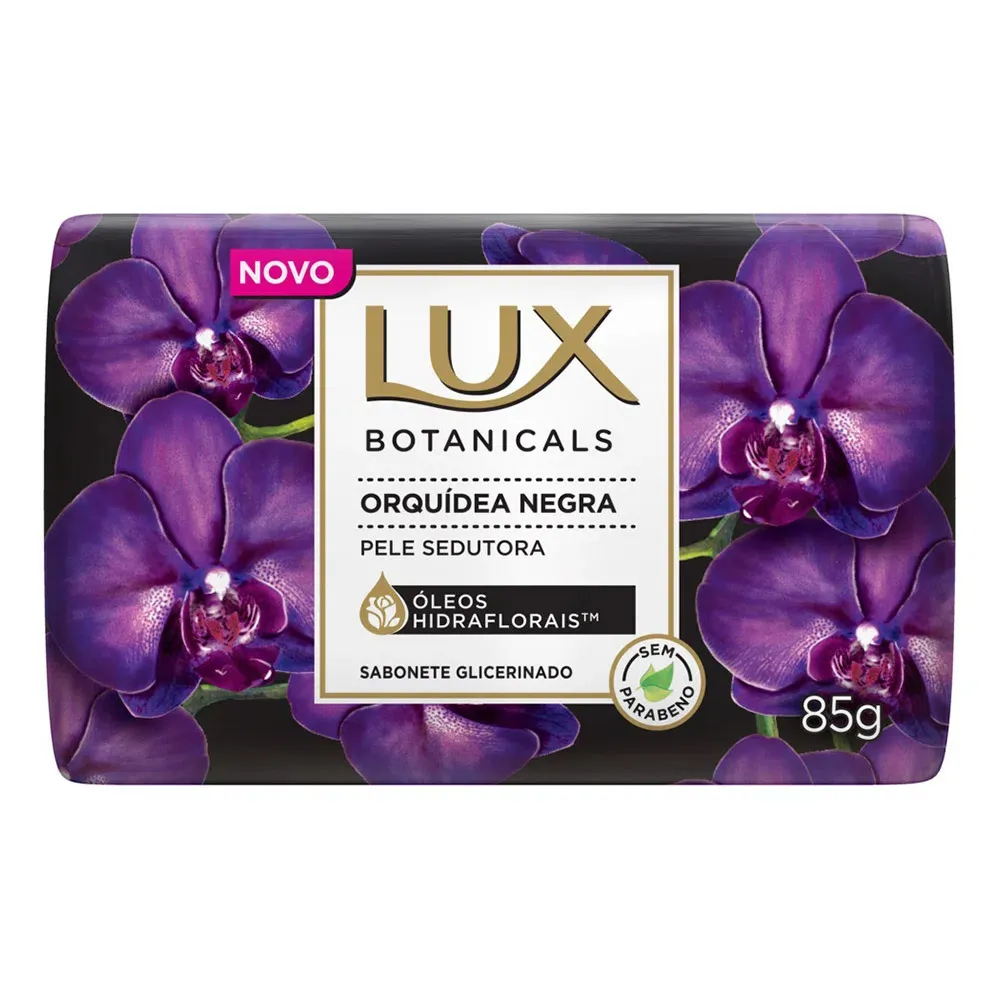 NOVO
LUX
BOTANICALS
ORQUÍDEA NEGRA
PELE SEDUTORA
ÓLEOS
HIDRAFLORAIS™
SABONETE GLICERINADO
SEM
PARABENO
85g